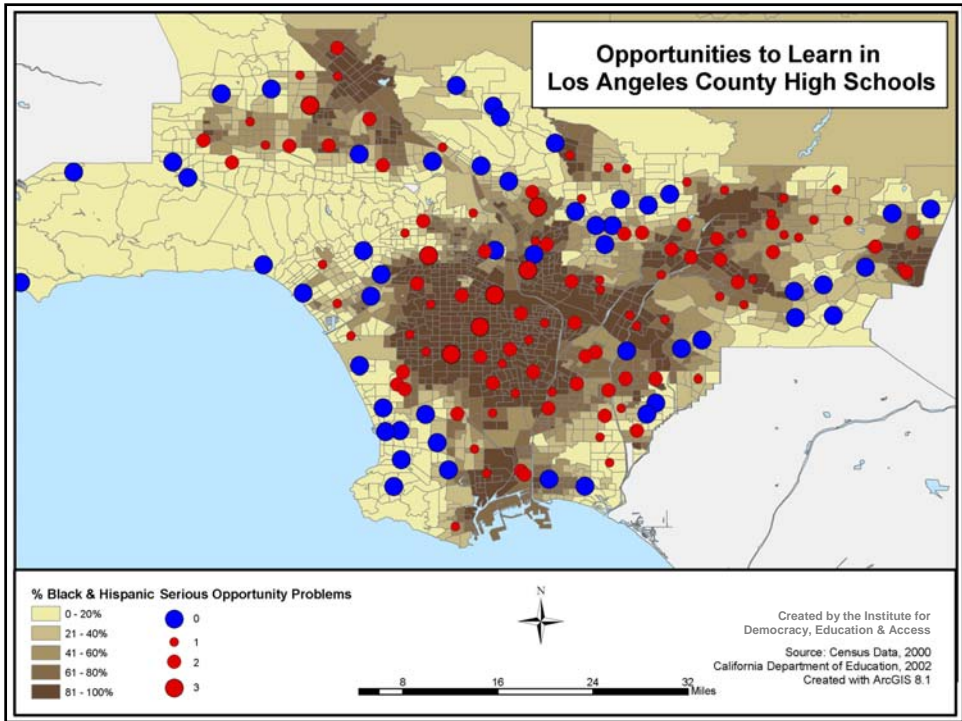 Opportunities to Learn in
Los Angeles County High Schools
% Black & Hispanic Serious Opportunity Problems
0 - 20%
21 - 40%
41 - 60%
61 - 80%
81 - 100%
0
1
2
3
N
8 16 24 32
Miles
Created by the Institute for
Democracy, Education & Access
Source: Census Data, 2000
California Department of Education, 2002
Created with ArcGIS 8.1